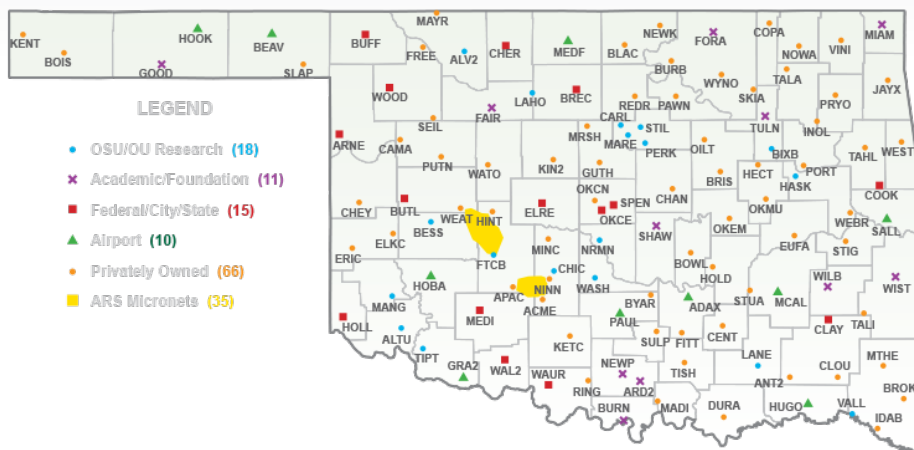 MAYR
KENT
HOOK
BEAV
BUFF
FREE
ALV2
CHER
MEDF
BLAC
NEWK
FORA
COPA
NOWA
VINI
MIAM
BOIS
GOOD
SLAP
WOOD
LAHO
BREC
BURB
WYNO
TALA
SKIA
PRYO
JAYX
LEGEND
OSU/OU Research (18)
Academic/Foundation (11)
Federal/City/State (15)
Airport (10)
Privately Owned (66)
ARS Micronets (35)
SEIL
FAIR
REDR
PAWN
CARL
STIL
TULN
INOL
ARNE
CAMA
MRSH
MARE
PERK
OILT
BIXB
TAHL
WEST
PUTN
WATO
KIN2
GUTH
BRIS
HECT
PORT
HASK
COOK
CHEY
BUTL
WEAT
HINT
ELRE
OKCN
SPEN
OKCE
CHAN
OKMU
WEBR
SALL
BESS
ELKC
ERIC
MINC
NRMN
SHAW
OKEM
EUFA
STIG
FTCB
CHIC
WASH
BOWL
HOLD
WILB
WIST
HOBA
APAC
NINN
ACME
BYAR
ADAX
STUA
MCAL
MANG
HOLL
MEDI
PAUL
CLAY
TALI
ALTU
KETC
SULP
FITT
CENT
TIPT
GRA2
WAL2
WAUR
NEWP
TISH
LANE
ANT2
CLOU
MTHE
RING
ARD2
BURN
MADI
DURA
HUGO
VALL
BROK
IDAB